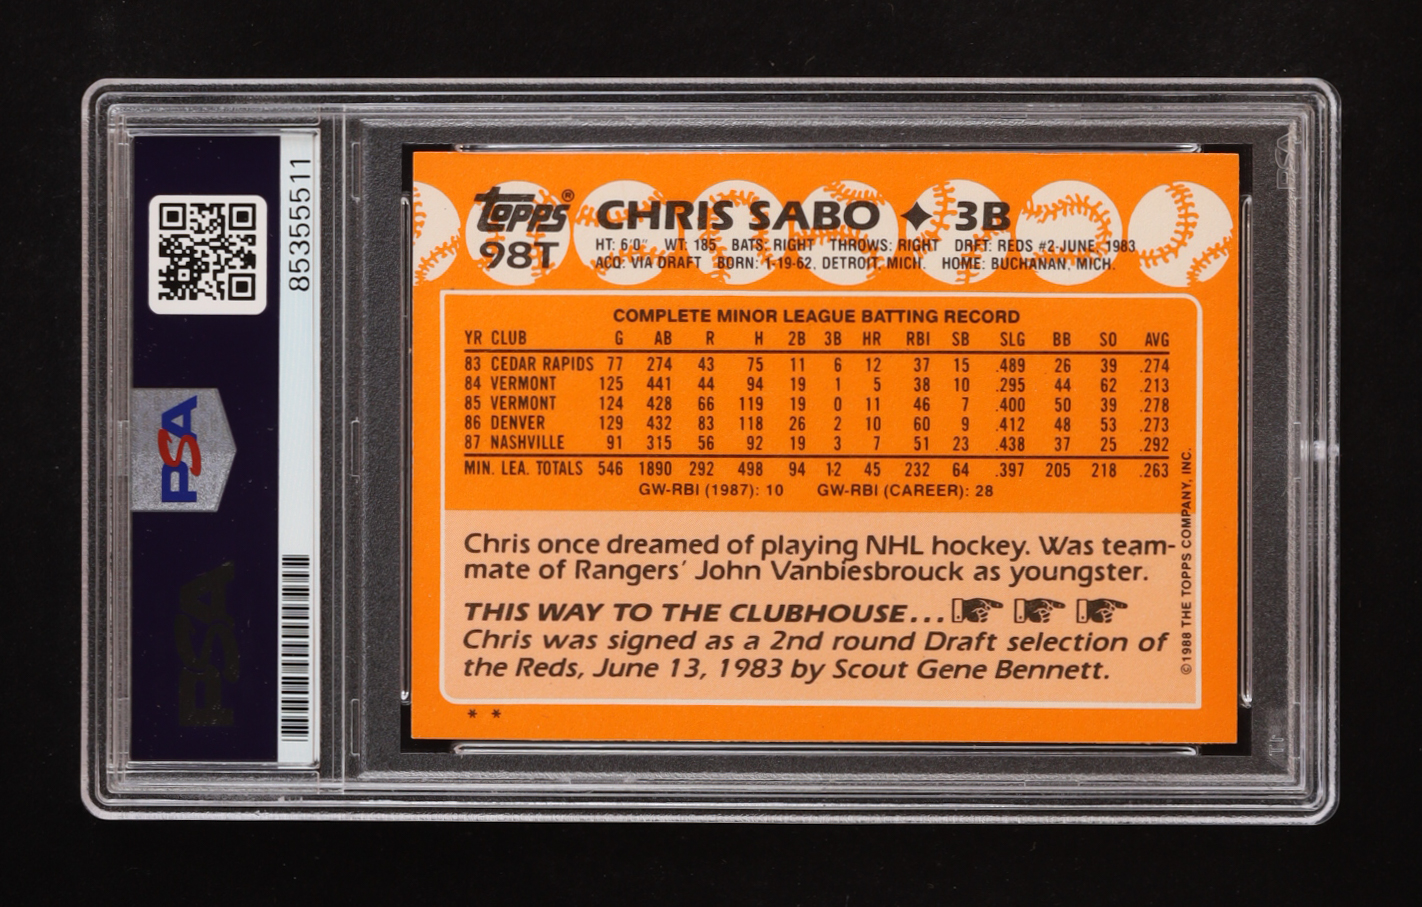 85355511
PSA
PSA
topps® CHRIS SABO ✦ 3B
98T
HT: 6'0" WT: 185 BATS: RIGHT THROWS: RIGHT DRFT: REDS #2-JUNE, 1983
ACQ: VIA DRAFT BORN: 1-19-62, DETROIT, MICH. HOME: BUCHANAN, MICH.
COMPLETE MINOR LEAGUE BATTING RECORD
YR CLUB G AB R H 2B 3B HR RBI SB SLG BB SO AVG
83 CEDAR RAPIDS 77 274 43 75 11 6 12 37 15 .489 26 39 .274
84 VERMONT 125 441 44 94 19 1 5 38 10 .295 44 62 .213
85 VERMONT 124 428 66 119 19 0 11 46 7 .400 50 39 .278
86 DENVER 129 432 83 118 26 2 10 60 9 .412 48 53 .273
87 NASHVILLE 91 315 56 92 19 3 7 51 23 .438 37 25 .292
MIN. LEA. TOTALS 546 1890 292 498 94 12 45 232 64 .397 205 218 .263
GW-RBI (1987): 10 GW-RBI (CAREER): 28
Chris once dreamed of playing NHL hockey. Was team-
mate of Rangers' John Vanbiesbrouck as youngster.
THIS WAY TO THE CLUBHOUSE...
Chris was signed as a 2nd round Draft selection of
the Reds, June 13, 1983 by Scout Gene Bennett.
* *
©1988 THE TOPPS COMPANY, INC.
PSA